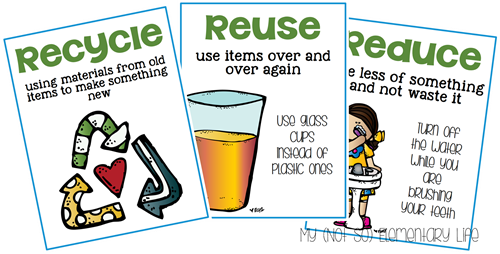 Recycle
using materials from old
items to make something
new
Reuse
use items over and
over again
Use glass
cups
instead of
plastic ones
Reduce
e less of something
and not waste it
Turn off
the water
while you
are
brushing
your teeth
My (Not So) Elementary Life